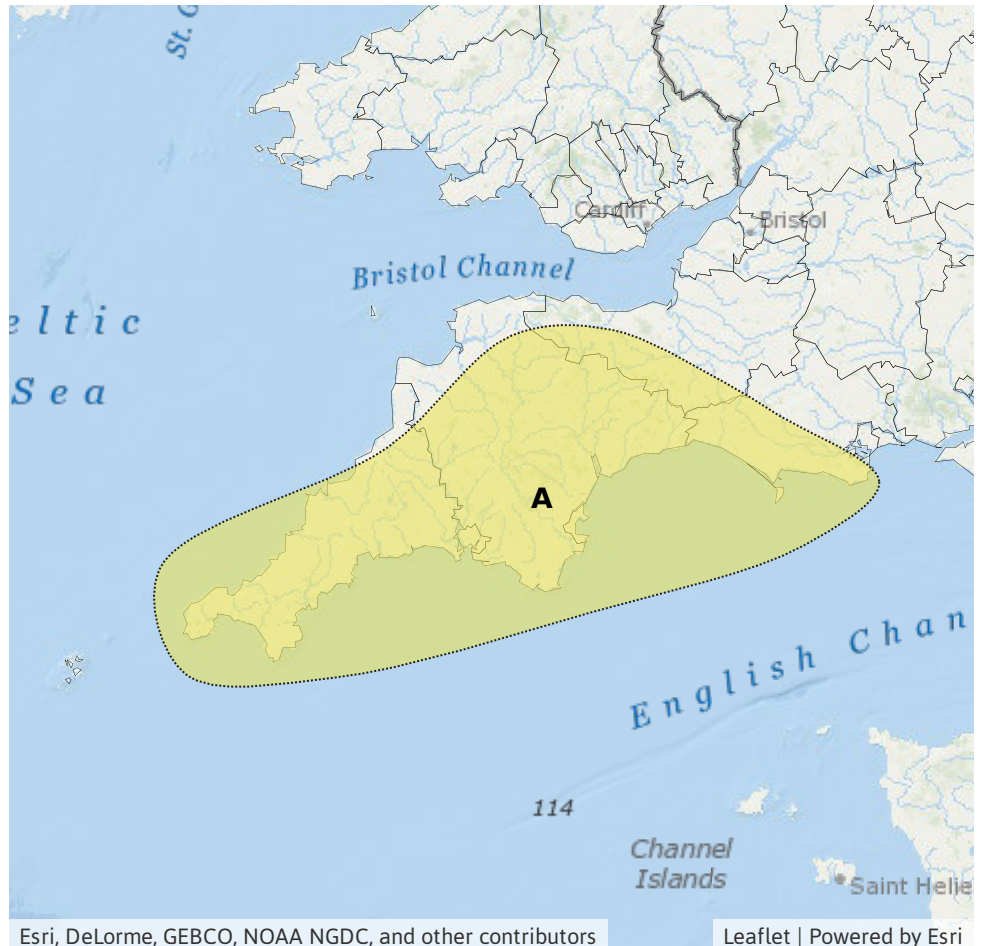 St. G
Cardiff
Bristol
Bristol Channel
eltic
Sea
A
English Chan
114
Channel
Islands
Saint Helie
Esri, DeLorme, GEBCO, NOAA NGDC, and other contributors
Leaflet | Powered by Esri